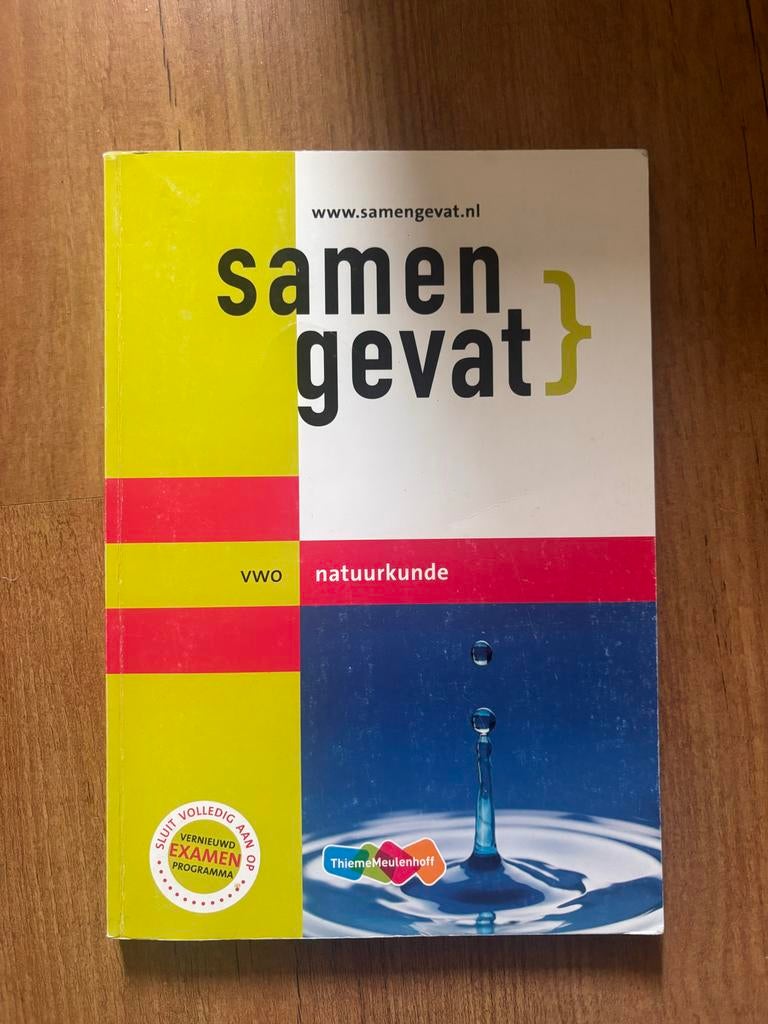 www.samengevat.nl
samen
gevat}
vwo natuurkunde
SLUIT VOLLEDIG AAN OP
VERNIEUWD
EXAMEN
PROGRAMMA
ThiemeMeulenhoff